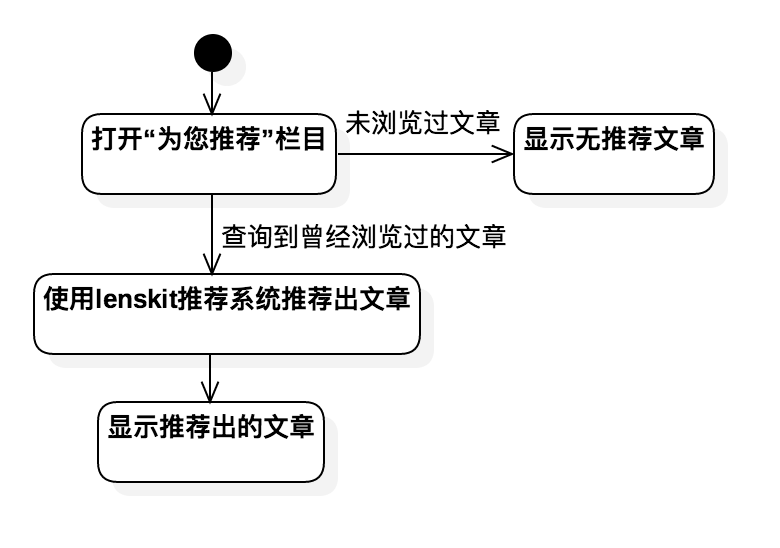 打开“为您推荐”栏目
未浏览过文章
显示无推荐文章
查询到曾经浏览过的文章
使用lenskit推荐系统推荐出文章
显示推荐出的文章